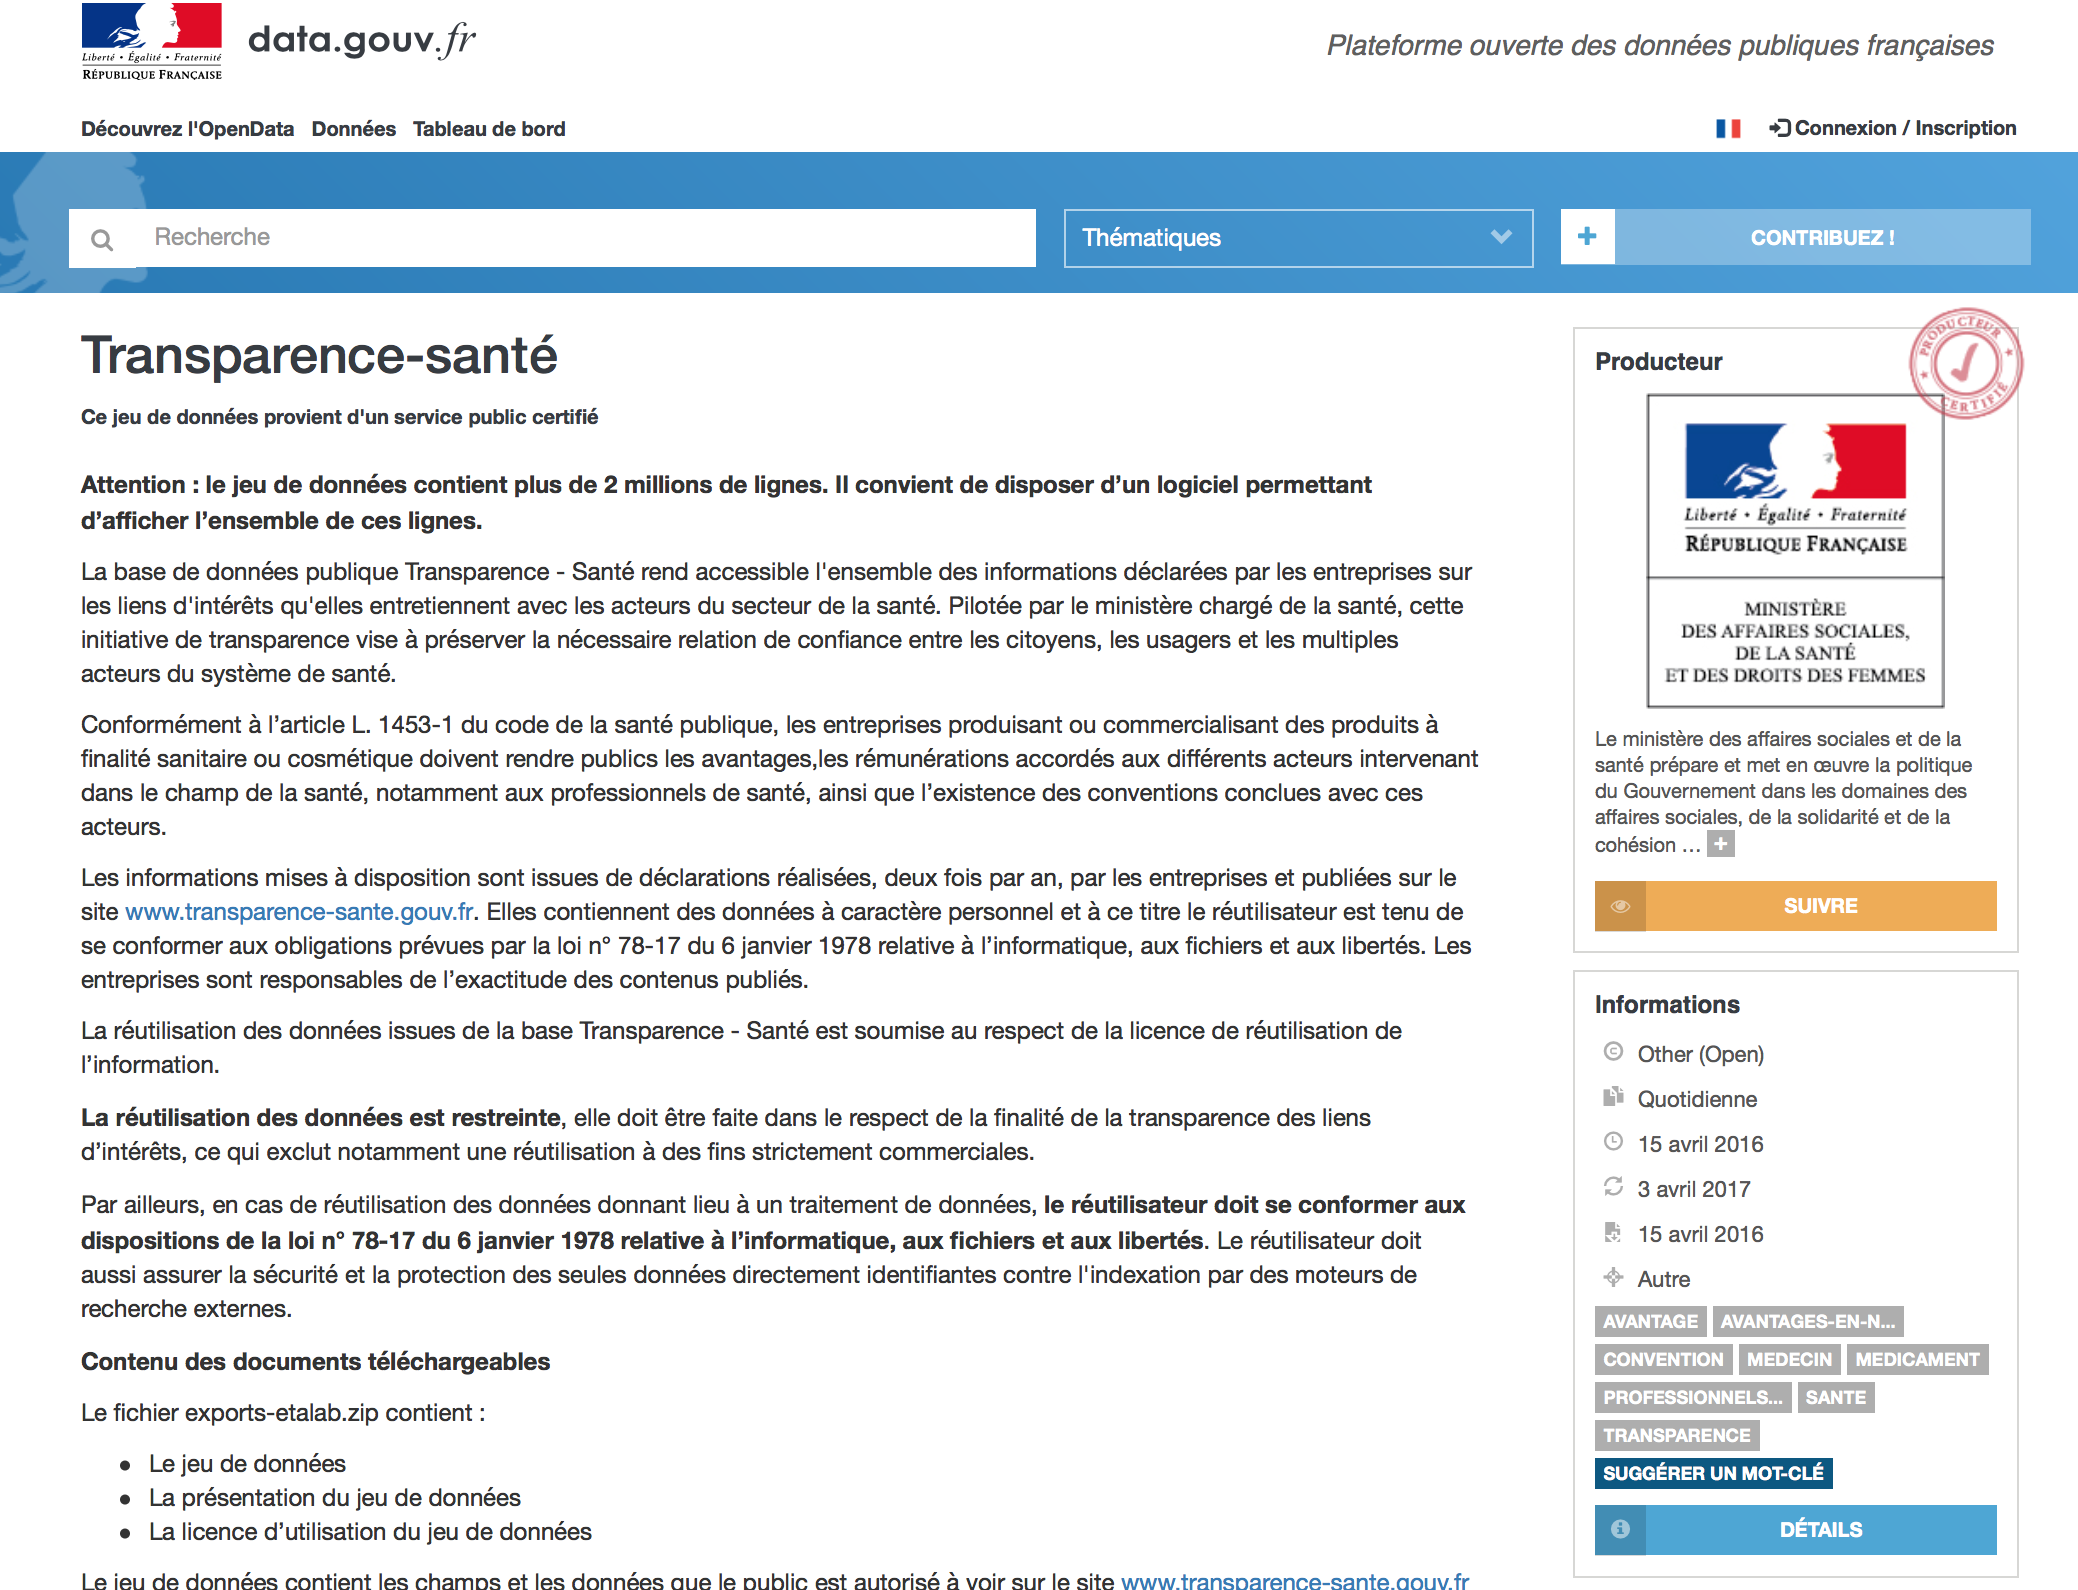 Liberté • Égalité • Fraternité
RÉPUBLIQUE FRANÇAISE
data.gouv.fr
Plateforme ouverte des données publiques françaises
Découvrez l'OpenData Données Tableau de bord
Connexion / Inscription
Recherche
Thématiques
CONTRIBUEZ !
Transparence-santé
Ce jeu de données provient d'un service public certifié
Attention : le jeu de données contient plus de 2 millions de lignes. Il convient de disposer d’un logiciel permettant
d’afficher l’ensemble de ces lignes.
La base de données publique Transparence - Santé rend accessible l'ensemble des informations déclarées par les entreprises sur
les liens d'intérêts qu'elles entretiennent avec les acteurs du secteur de la santé. Pilotée par le ministère chargé de la santé, cette
initiative de transparence vise à préserver la nécessaire relation de confiance entre les citoyens, les usagers et les multiples
acteurs du système de santé.
Conformément à l’article L. 1453-1 du code de la santé publique, les entreprises produisant ou commercialisant des produits à
finalité sanitaire ou cosmétique doivent rendre publics les avantages,les rémunérations accordés aux différents acteurs intervenant
dans le champ de la santé, notamment aux professionnels de santé, ainsi que l’existence des conventions conclues avec ces
acteurs.
Les informations mises à disposition sont issues de déclarations réalisées, deux fois par an, par les entreprises et publiées sur le
site www.transparence-sante.gouv.fr. Elles contiennent des données à caractère personnel et à ce titre le réutilisateur est tenu de
se conformer aux obligations prévues par la loi n° 78-17 du 6 janvier 1978 relative à l’informatique, aux fichiers et aux libertés. Les
entreprises sont responsables de l’exactitude des contenus publiés.
La réutilisation des données issues de la base Transparence - Santé est soumise au respect de la licence de réutilisation de
l’information.
La réutilisation des données est restreinte, elle doit être faite dans le respect de la finalité de la transparence des liens
d’intérêts, ce qui exclut notamment une réutilisation à des fins strictement commerciales.
Par ailleurs, en cas de réutilisation des données donnant lieu à un traitement de données, le réutilisateur doit se conformer aux
dispositions de la loi n° 78-17 du 6 janvier 1978 relative à l’informatique, aux fichiers et aux libertés. Le réutilisateur doit
aussi assurer la sécurité et la protection des seules données directement identifiantes contre l'indexation par des moteurs de
recherche externes.
Contenu des documents téléchargeables
Le fichier exports-etalab.zip contient :
• Le jeu de données
• La présentation du jeu de données
• La licence d’utilisation du jeu de données
Le jeu de données contient les champs et les données que le public est autorisé à voir sur le site www.transparence-sante.gouv.fr
Producteur
PRODUCTEUR CERTIFIÉ
Liberté • Égalité • Fraternité
RÉPUBLIQUE FRANÇAISE
MINISTÈRE
DES AFFAIRES SOCIALES,
DE LA SANTÉ
ET DES DROITS DES FEMMES
Le ministère des affaires sociales et de la
santé prépare et met en œuvre la politique
du Gouvernement dans les domaines des
affaires sociales, de la solidarité et de la
cohésion …
SUIVRE
Informations
Other (Open)
Quotidienne
15 avril 2016
3 avril 2017
15 avril 2016
Autre
AVANTAGE AVANTAGES-EN-N...
CONVENTION MEDECIN MEDICAMENT
PROFESSIONNELS... SANTE
TRANSPARENCE
SUGGÉRER UN MOT-CLÉ
DÉTAILS